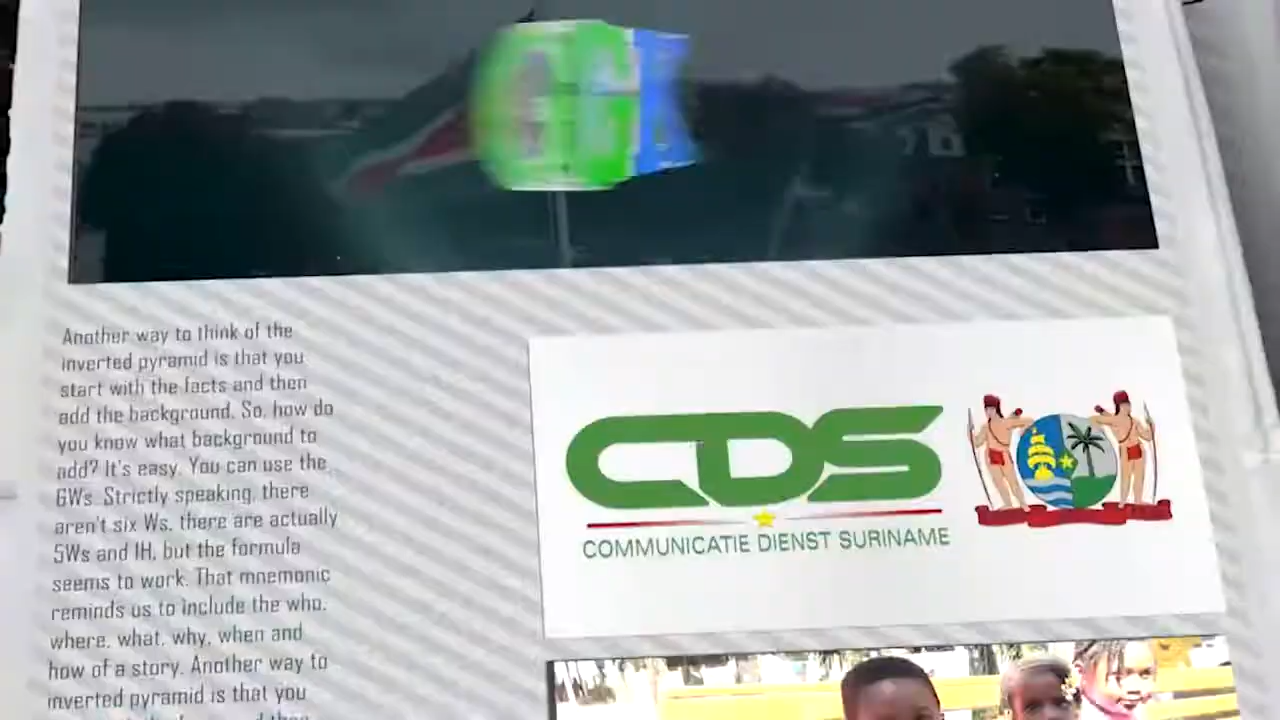 Another way to think of the
inverted pyramid is that you
start with the facts and then
add the background. So, how do
you know what background to
add? It's easy. You can use the
6Ws. Strictly speaking, there
aren't six Ws, there are actually
5Ws and 1H, but the formula
seems to work. That mnemonic
reminds us to include the who,
where, what, why, when and
how of a story. Another way to
inverted pyramid is that you
CDS
COMMUNICATIE DIENST SURINAME